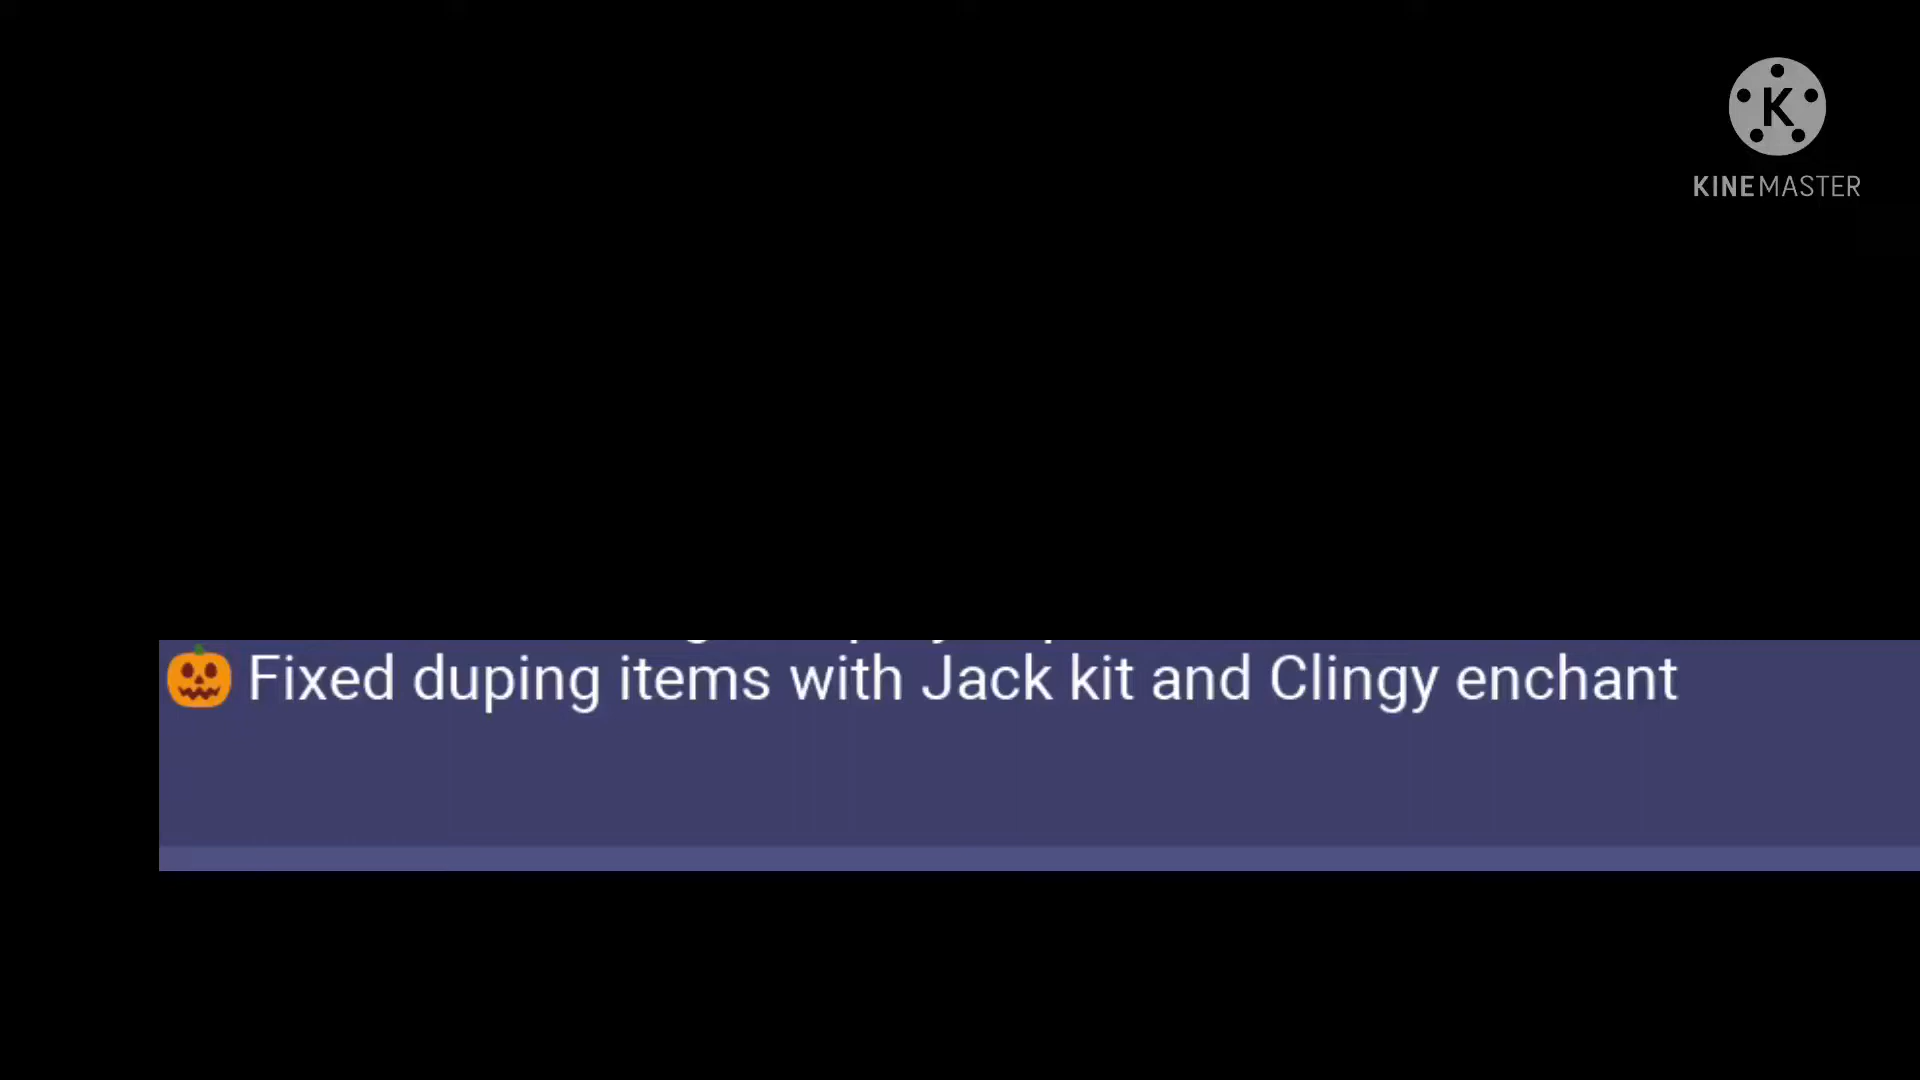 K
KINEMASTER
🎃 Fixed duping items with Jack kit and Clingy enchant